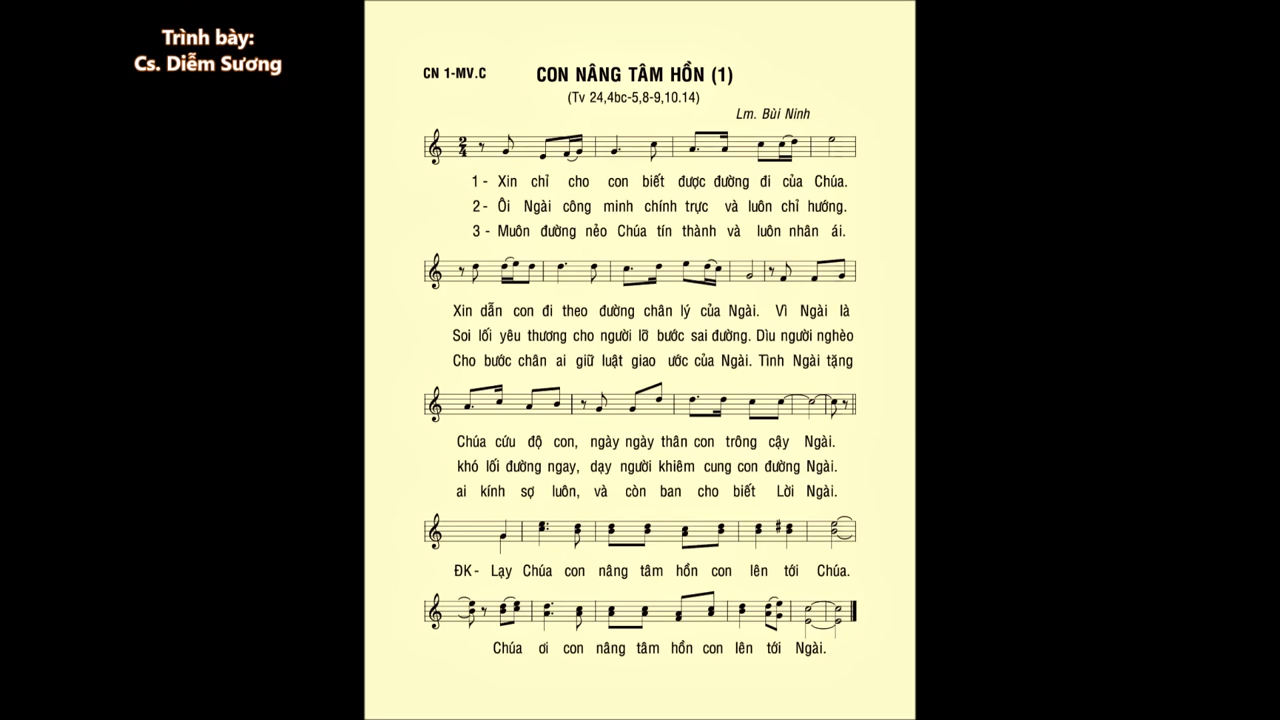 Trình bày:
Cs. Diễm Sương
CN 1-MV.C
CON NÂNG TÂM HỒN (1)
(Tv 24,4bc-5,8-9,10.14)
Lm. Bùi Ninh
1 - Xin chỉ cho con biết được đường đi của Chúa.
2 - Ôi Ngài công minh chính trực và luôn chỉ hướng.
3 - Muôn đường nẻo Chúa tín thành và luôn nhân ái.
Xin dẫn con đi theo đường chân lý của Ngài. Vì Ngài là
Soi lối yêu thương cho người lỡ bước sai đường. Dìu người nghèo
Cho bước chân ai giữ luật giao ước của Ngài. Tình Ngài tặng
Chúa cứu độ con, ngày ngày thân con trông cậy Ngài.
khó lối đường ngay, dạy người khiêm cung con đường Ngài.
ai kính sợ luôn, và còn ban cho biết Lời Ngài.
ĐK - Lạy Chúa con nâng tâm hồn con lên tới Chúa.
Chúa ơi con nâng tâm hồn con lên tới Ngài.